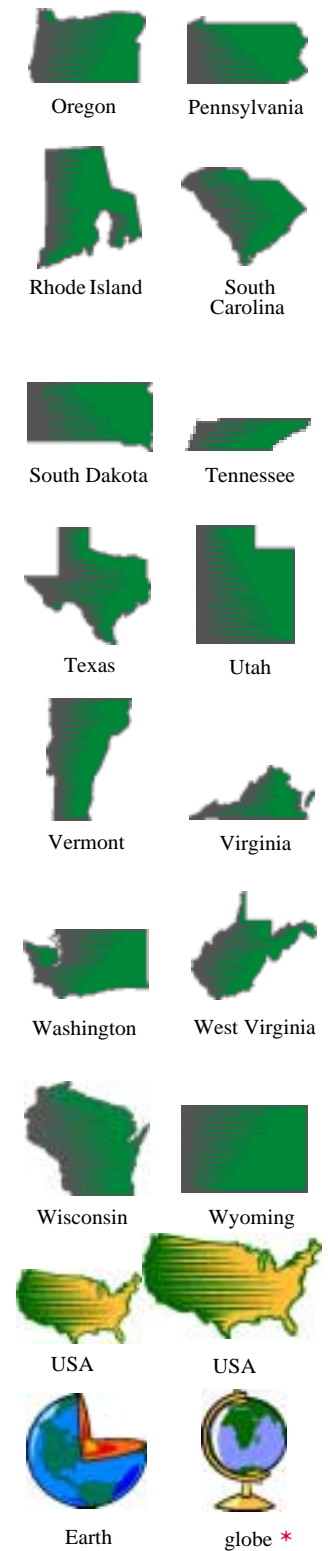 Oregon
Pennsylvania
Rhode Island
South
Carolina
South Dakota
Tennessee
Texas
Utah
Vermont
Virginia
Washington
West Virginia
Wisconsin
Wyoming
USA
USA
Earth
globe *